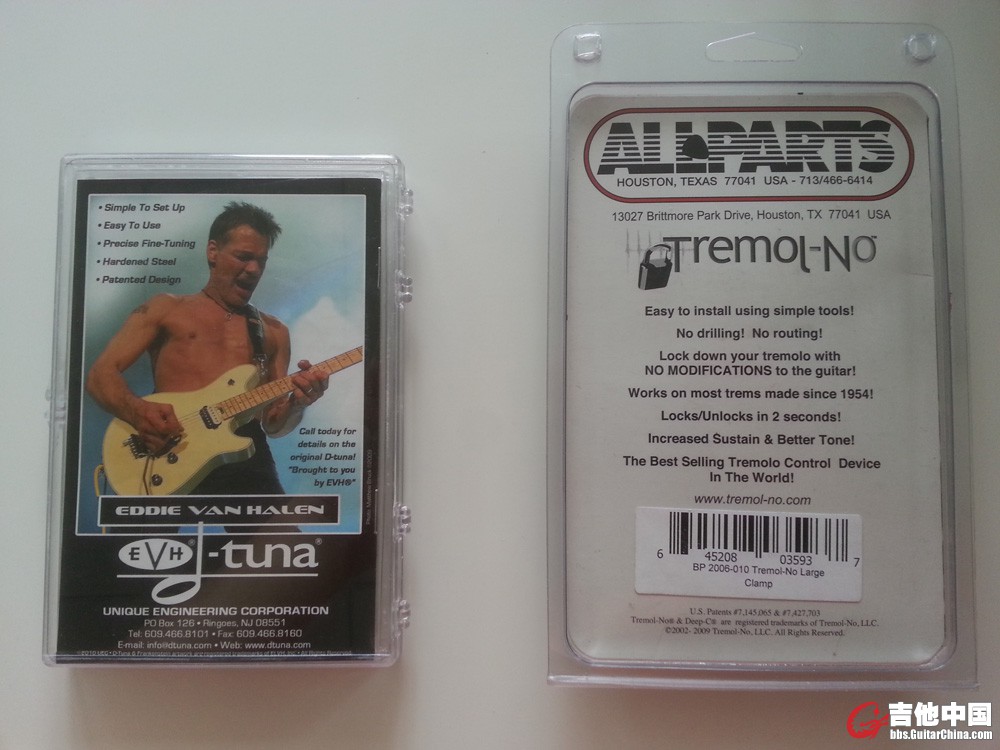 • Simple To Set Up
• Easy To Use
• Precise Fine-Tuning
• Hardened Steel
• Patented Design
Call today for
details on the
original D-tuna!
"Brought to you
by EVH®"
EDDIE VAN HALEN
EVH® d-tuna®
UNIQUE ENGINEERING CORPORATION
PO Box 126 • Ringoes, NJ 08551
Tel: 609.466.8101 • Fax: 609.466.8160
E-mail: info@dtuna.com • Web: www.dtuna.com
ALLPARTS
HOUSTON, TEXAS 77041 USA - 713/466-6414
13027 Brittmore Park Drive, Houston, TX 77041 USA
Tremol-No™
Easy to install using simple tools!
No drilling! No routing!
Lock down your tremolo with
NO MODIFICATIONS to the guitar!
Works on most trems made since 1954!
Locks/Unlocks in 2 seconds!
Increased Sustain & Better Tone!
The Best Selling Tremolo Control Device
In The World!
www.tremol-no.com
6 45208 03593 7
BP 2006-010 Tremol-No Large
Clamp
U.S. Patents #7,145,065 & #7,427,703
Tremol-No® & Deep-C® are registered trademarks of Tremol-No, LLC.
©2002- 2009 Tremol-No, LLC. All Rights Reserved.
吉他中国
bbs.GuitarChina.com